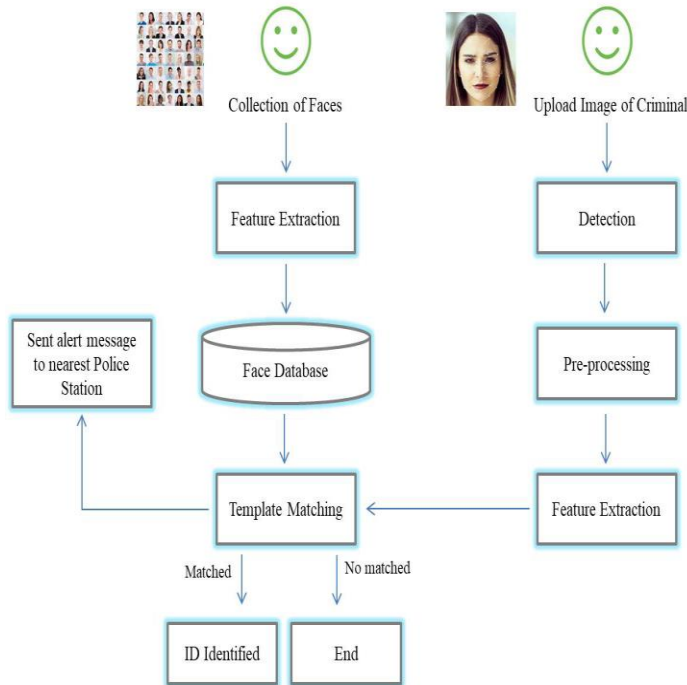 Collection of Faces
Upload Image of Criminal
Feature Extraction
Detection
Sent alert message
to nearest Police
Station
Face Database
Pre-processing
Template Matching
Feature Extraction
Matched
No matched
ID Identified
End